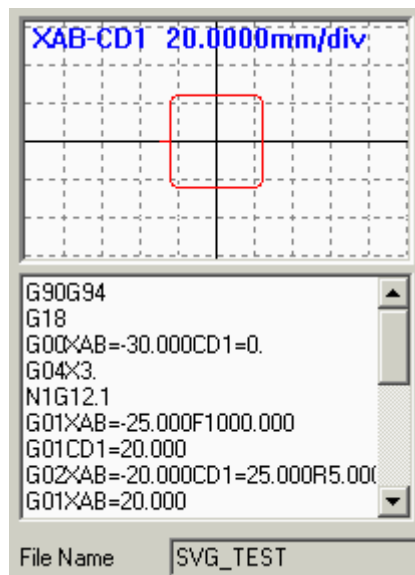 XAB-CD1 20.0000mm/div
G90G94
G18
G00XAB=-30.000CD1=0.
G04X3.
N1G12.1
G01XAB=-25.000F1000.000
G01CD1=20.000
G02XAB=-20.000CD1=25.000R5.00(
G01XAB=20.000
File Name SVG_TEST